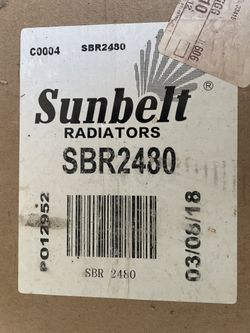 C0004 SBR2480
Sunbelt®
RADIATORS
SBR2480
PO12952
03/06/18
SBR 2480